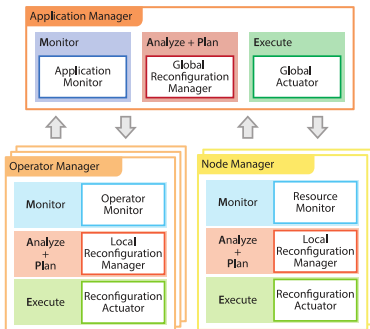 Application Manager
Monitor
Application
Monitor
Analyze + Plan
Global
Reconfiguration
Manager
Execute
Global
Actuator
Operator Manager
Monitor
Operator
Monitor
Analyze
+
Plan
Local
Reconfiguration
Manager
Execute
Reconfiguration
Actuator
Node Manager
Monitor
Resource
Monitor
Analyze
+
Plan
Local
Reconfiguration
Manager
Execute
Reconfiguration
Actuator